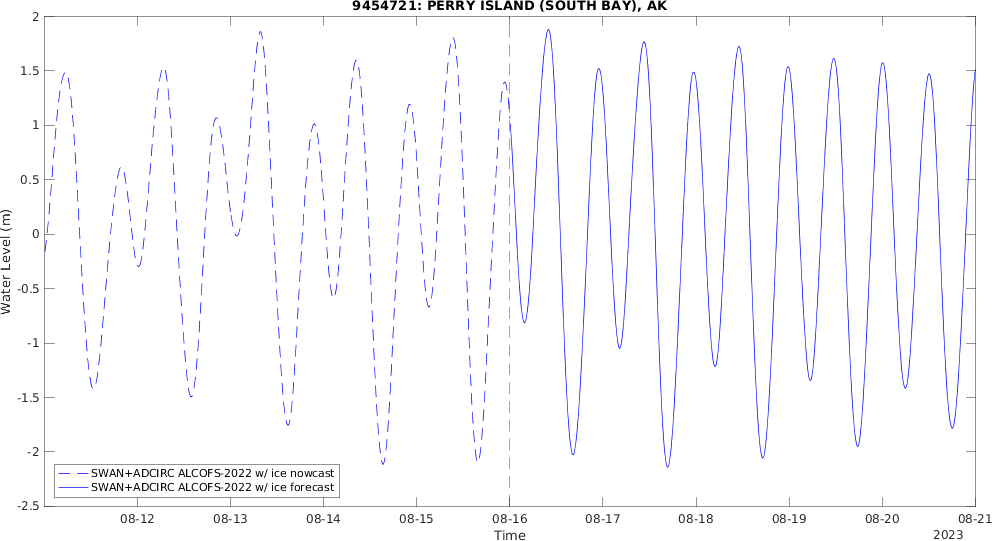 9454721: PERRY ISLAND (SOUTH BAY), AK
2
1.5
1
0.5
0
-0.5
-1
-1.5
-2
-2.5
Water Level (m)
SWAN+ADCIRC ALCOFS-2022 w/ ice nowcast
SWAN+ADCIRC ALCOFS-2022 w/ ice forecast
08-12 08-13 08-14 08-15 08-16 08-17 08-18 08-19 08-20 08-21
Time
2023